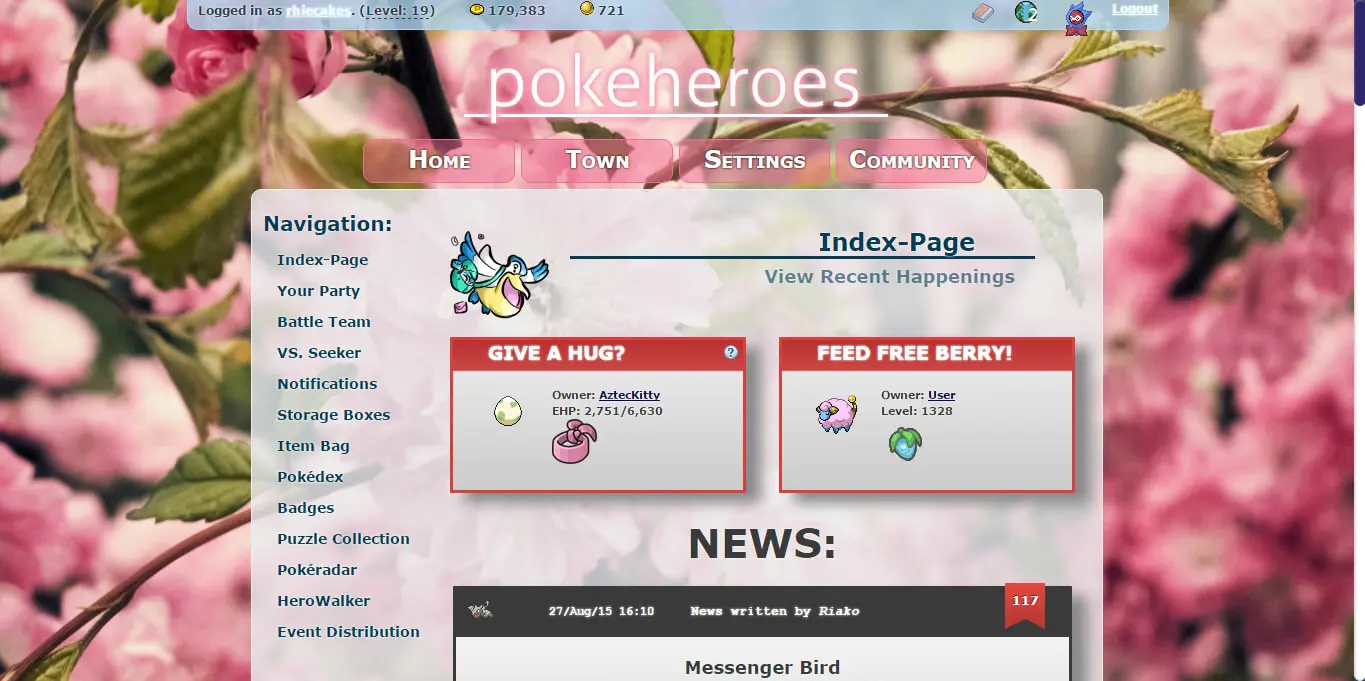 Logged in as rhiecakes. (Level: 19) 179,383 721 2 Logout
pokeheroes
Home Town Settings Community
Navigation:
Index-Page
Your Party
Battle Team
VS. Seeker
Notifications
Storage Boxes
Item Bag
Pokédex
Badges
Puzzle Collection
Pokéradar
HeroWalker
Event Distribution
Index-Page
View Recent Happenings
GIVE A HUG? ?
Owner: AztecKitty
EHP: 2,751/6,630
FEED FREE BERRY!
Owner: User
Level: 1328
NEWS:
27/Aug/15 16:10 News written by Riako 117
Messenger Bird